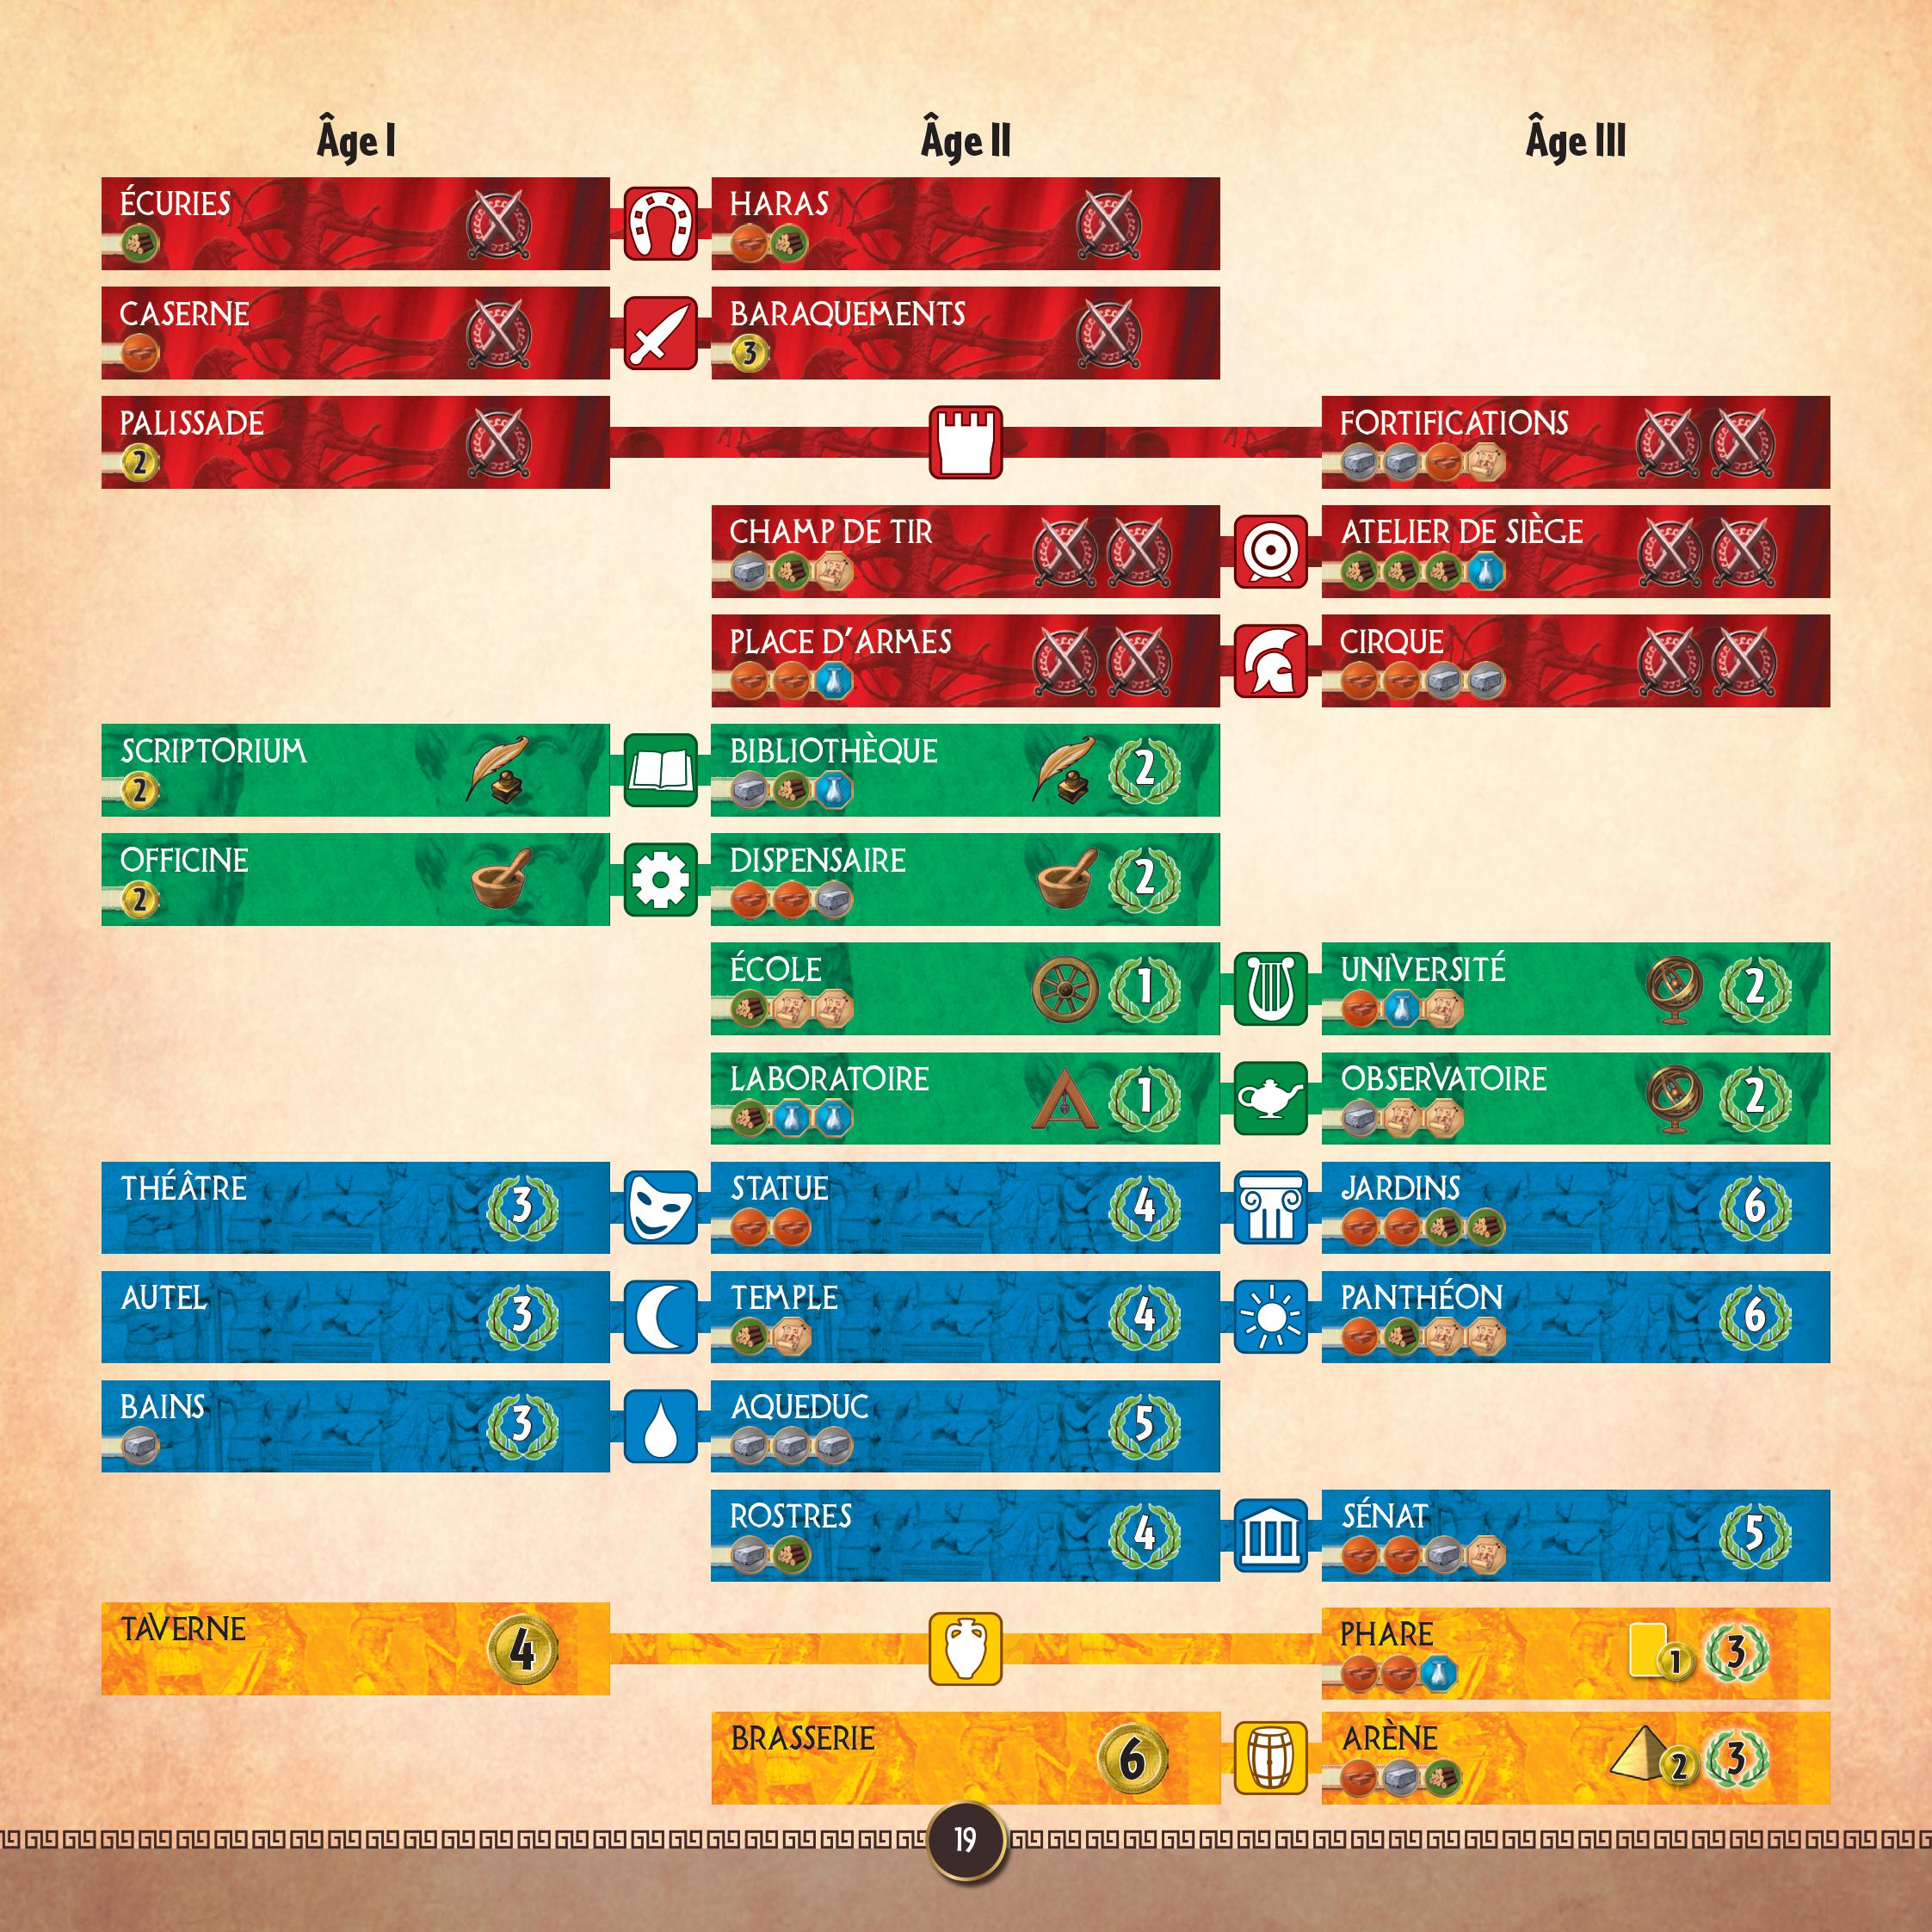 Âge I Âge II Âge III
ÉCURIES HARAS
CASERNE BARAQUEMENTS
3
PALISSADE FORTIFICATIONS
2
CHAMP DE TIR ATELIER DE SIÈGE
PLACE D'ARMES CIRQUE
SCRIPTORIUM BIBLIOTHÈQUE 2
2
OFFICINE DISPENSAIRE 2
2
ÉCOLE 1 UNIVERSITÉ 2
LABORATOIRE 1 OBSERVATOIRE 2
THÉÂTRE 3 STATUE 4 JARDINS 6
AUTEL 3 TEMPLE 4 PANTHÉON 6
BAINS 3 AQUEDUC 5
ROSTRES 4 SÉNAT 5
TAVERNE 4 PHARE 1 3
BRASSERIE 6 ARÈNE 2 3
19